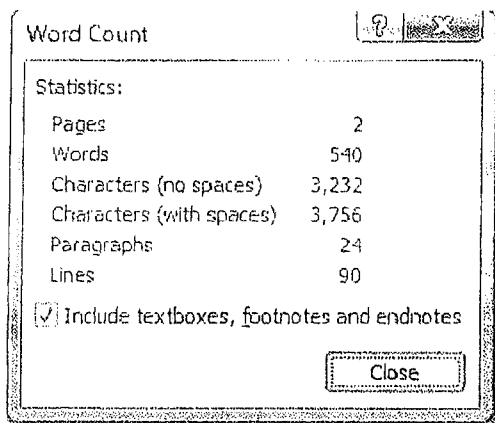 Word Count
Statistics:
Pages 2
Words 540
Characters (no spaces) 3,232
Characters (with spaces) 3,756
Paragraphs 24
Lines 90
Include textboxes, footnotes and endnotes
Close